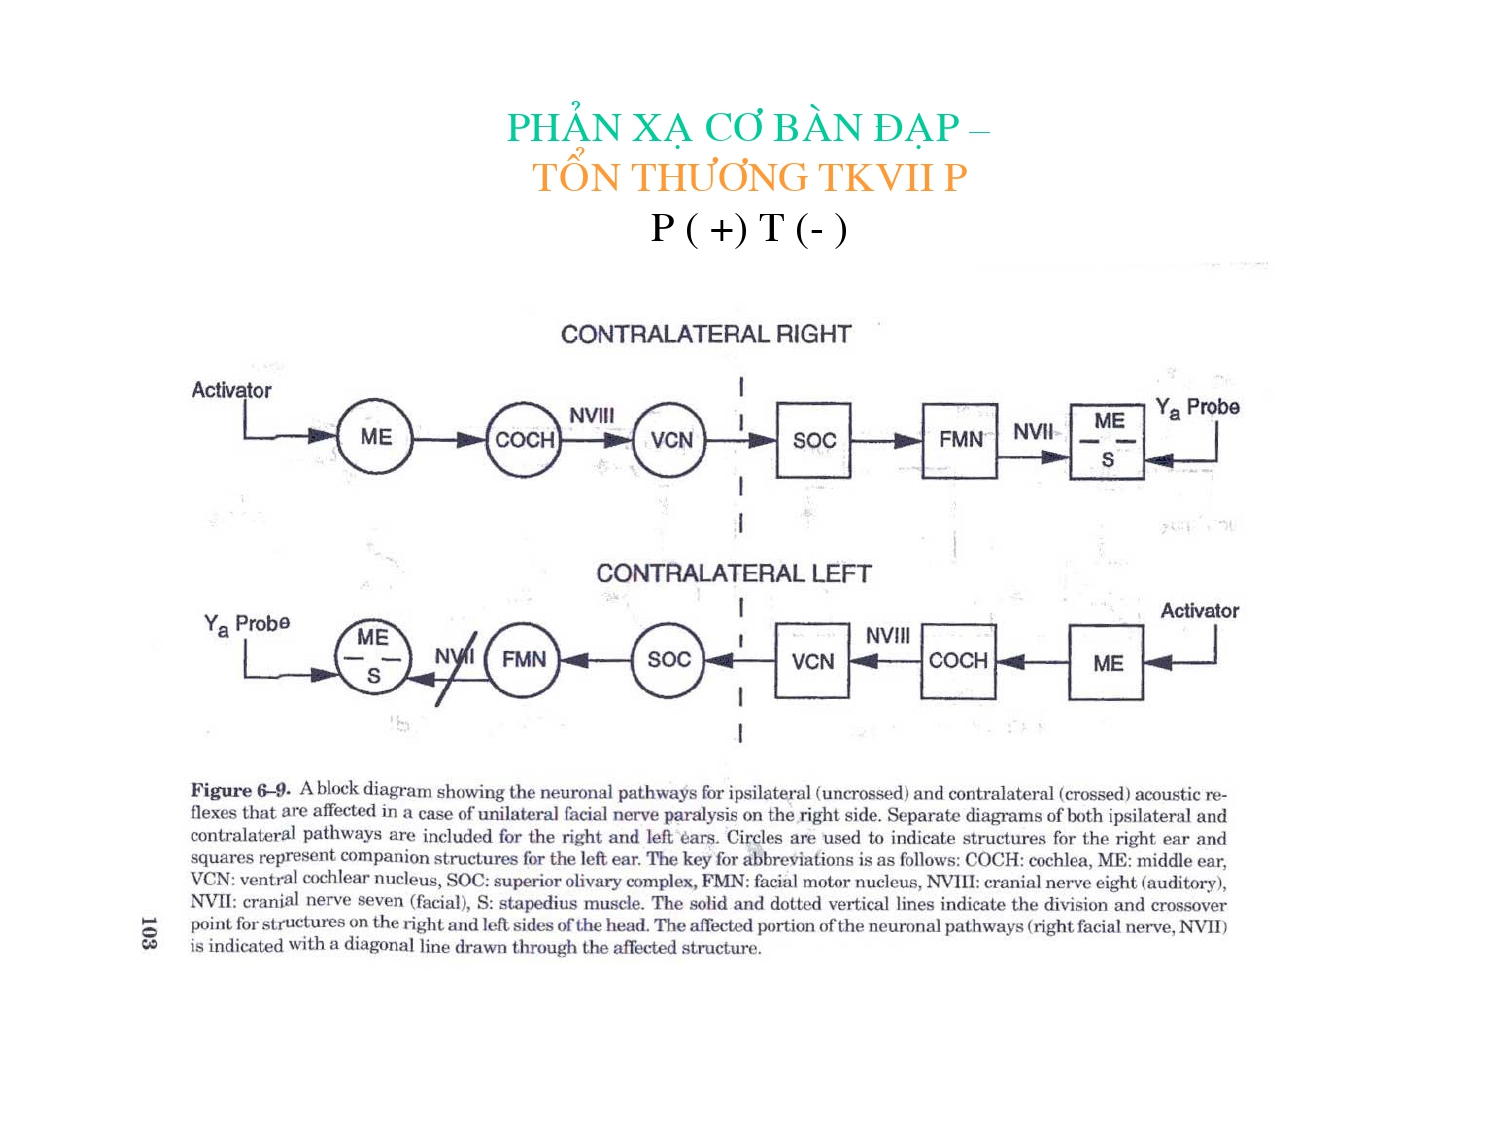 PHẢN XẠ CƠ BÀN ĐẠP –
TỔN THƯƠNG TKVII P
P ( +) T (- )
CONTRALATERAL RIGHT
Activator
ME
COCH
NVIII
VCN
SOC
FMN
NVII
ME
S
Ya Probe
CONTRALATERAL LEFT
Ya Probe
ME
S
NVII
FMN
SOC
VCN
NVIII
COCH
ME
Activator
Figure 6–9. A block diagram showing the neuronal pathways for ipsilateral (uncrossed) and contralateral (crossed) acoustic re-
flexes that are affected in a case of unilateral facial nerve paralysis on the right side. Separate diagrams of both ipsilateral and
contralateral pathways are included for the right and left ears. Circles are used to indicate structures for the right ear and
squares represent companion structures for the left ear. The key for abbreviations is as follows: COCH: cochlea, ME: middle ear,
VCN: ventral cochlear nucleus, SOC: superior olivary complex, FMN: facial motor nucleus, NVIII: cranial nerve eight (auditory),
NVII: cranial nerve seven (facial), S: stapedius muscle. The solid and dotted vertical lines indicate the division and crossover
point for structures on the right and left sides of the head. The affected portion of the neuronal pathways (right facial nerve, NVII)
is indicated with a diagonal line drawn through the affected structure.
103